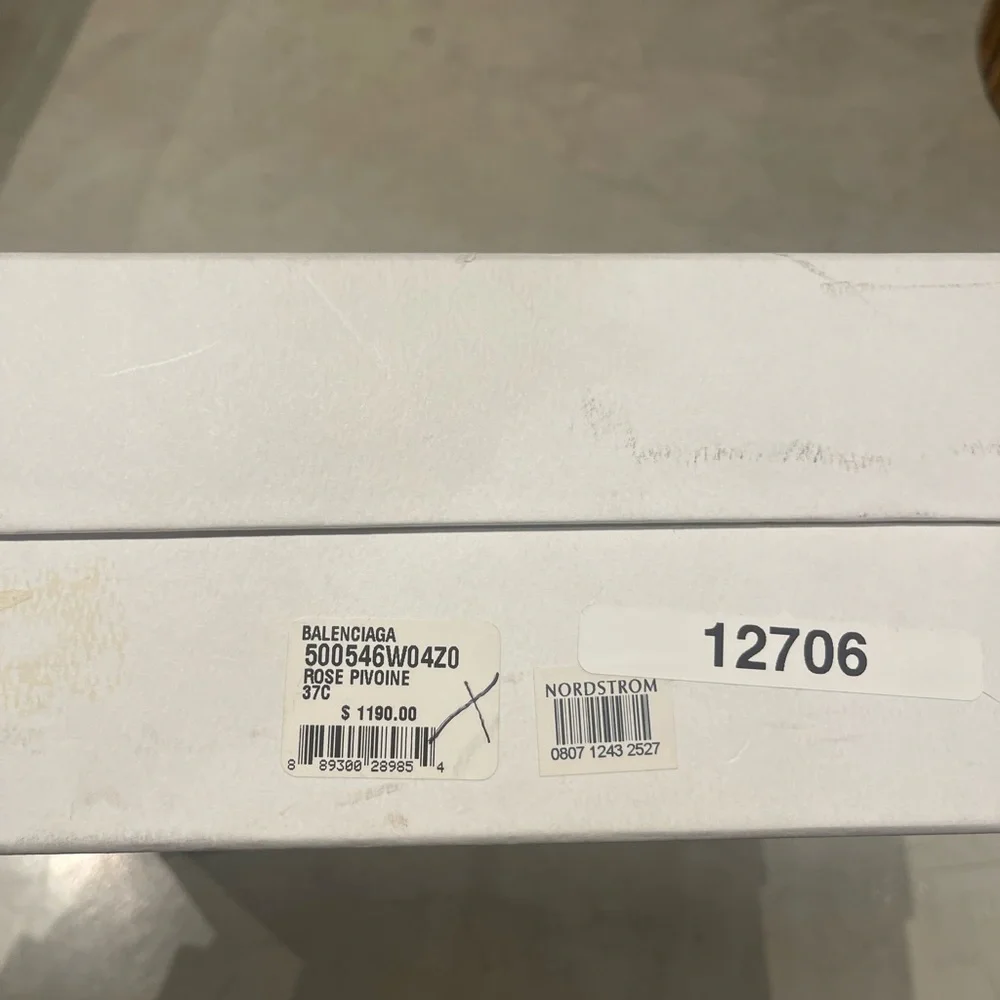 BALENCIAGA
500546W04Z0
ROSE PIVOINE
37C
$ 1190.00
8 89300 28985 4
NORDSTROM
0807 1243 2527
12706